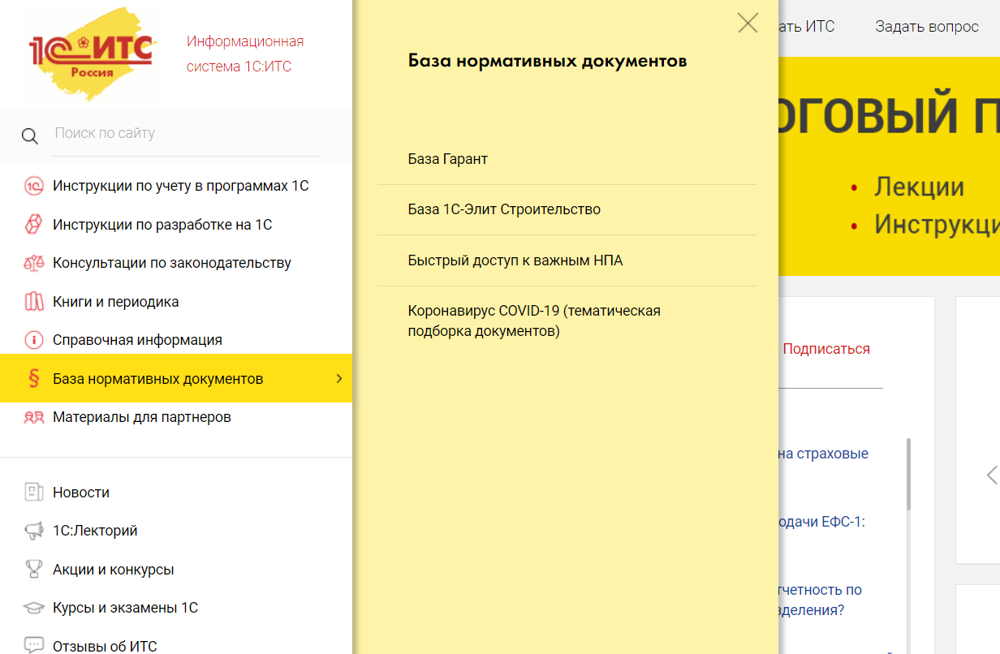 1С ИТС
Россия
Информационная
система 1С:ИТС
Поиск по сайту
Инструкции по учету в программах 1С
Инструкции по разработке на 1С
Консультации по законодательству
Книги и периодика
Справочная информация
База нормативных документов
Материалы для партнеров
Новости
1С:Лекторий
Акции и конкурсы
Курсы и экзамены 1С
Отзывы об ИТС
База нормативных документов
База Гарант
База 1С-Элит Строительство
Быстрый доступ к важным НПА
Коронавирус COVID-19 (тематическая
подборка документов)
ать ИТС
Задать вопрос
ОГОВЫЙ П
• Лекции
• Инструкци
Подписаться
на страховые
одачи ЕФС-1:
тчетность по
зделения?